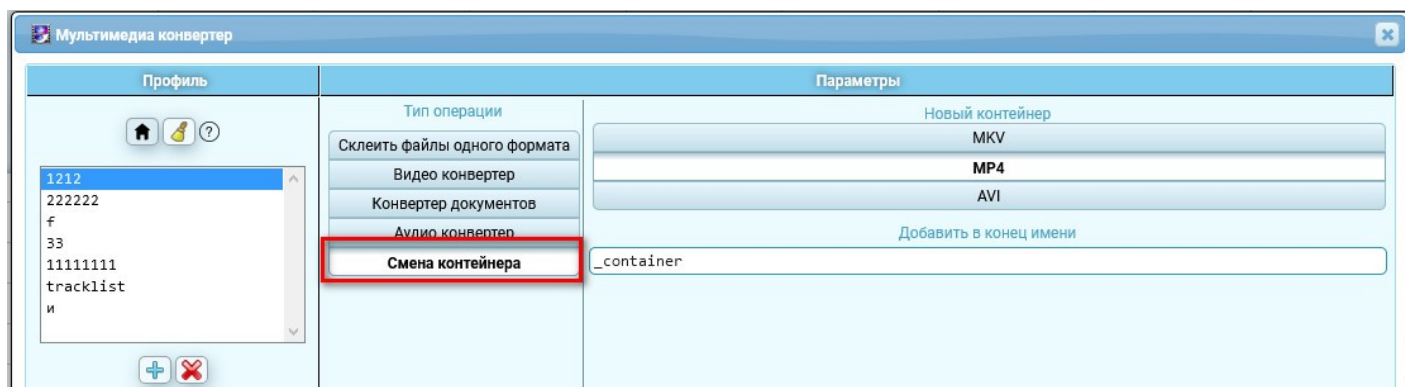 Мультимедиа конвертер
Профиль
Параметры
?
1212
222222
f
33
11111111
tracklist
и
Тип операции
Склеить файлы одного формата
Видео конвертер
Конвертер документов
Аудио конвертер
Смена контейнера
Новый контейнер
MKV
MP4
AVI
Добавить в конец имени
_container